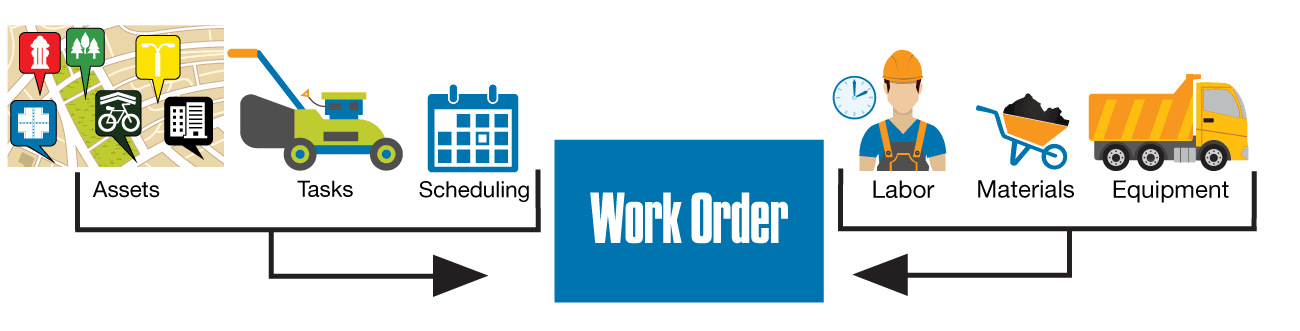 Assets
Tasks
Scheduling
Work Order
Labor
Materials
Equipment